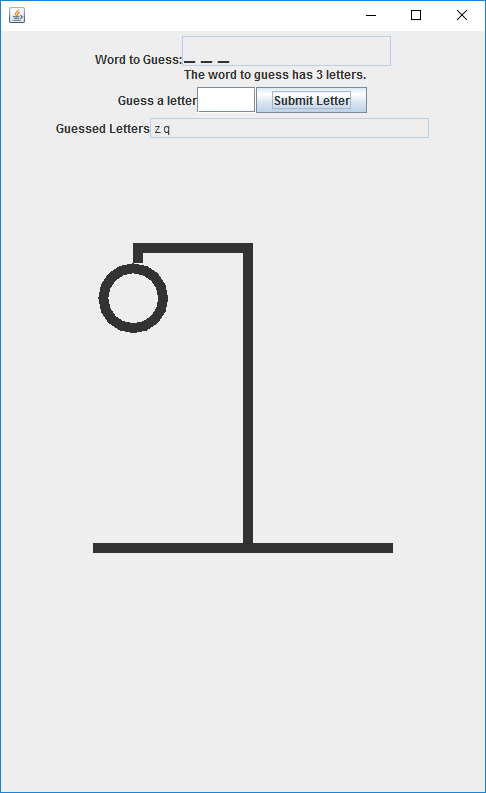 Word to Guess: _ _ _
The word to guess has 3 letters.
Guess a letter Submit Letter
Guessed Letters z q